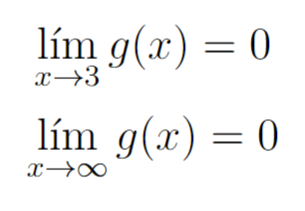 lím x→3 g(x) = 0
lím x→∞ g(x) = 0